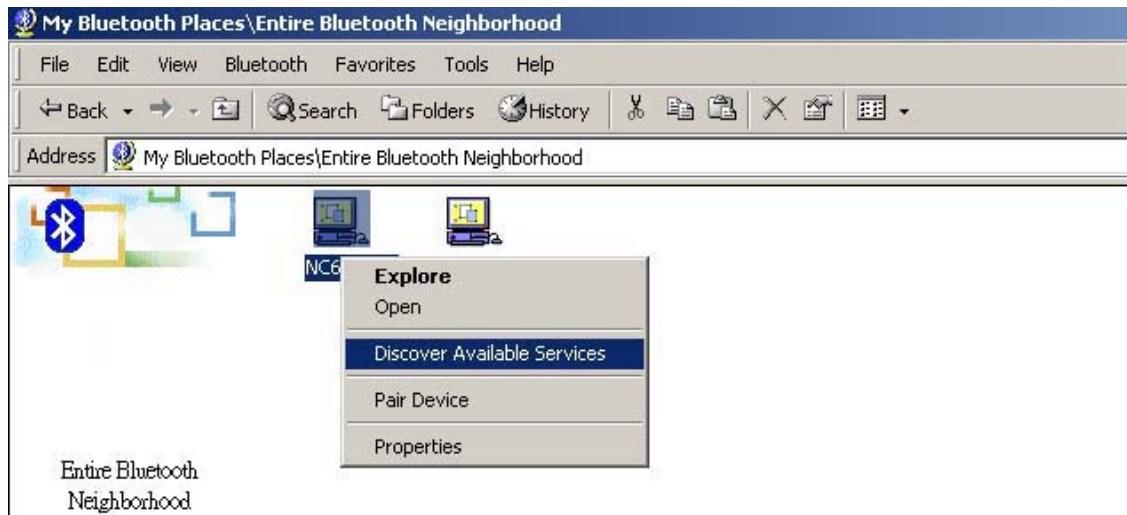 My Bluetooth Places\Entire Bluetooth Neighborhood
File Edit View Bluetooth Favorites Tools Help
Back Search Folders History
Address My Bluetooth Places\Entire Bluetooth Neighborhood
NC6
Explore
Open
Discover Available Services
Pair Device
Properties
Entire Bluetooth
Neighborhood